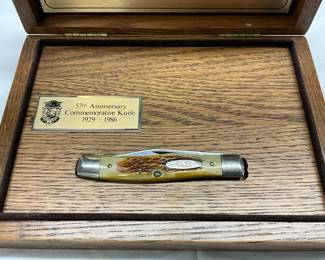 57th Anniversary
Commemorative Knife
1929 - 1986